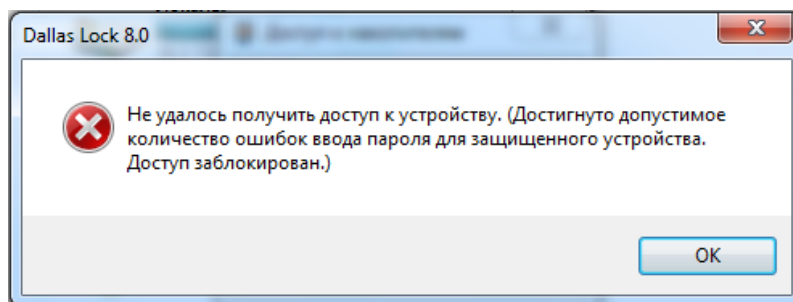 Dallas Lock 8.0
Не удалось получить доступ к устройству. (Достигнуто допустимое
количество ошибок ввода пароля для защищенного устройства.
Доступ заблокирован.)
OK